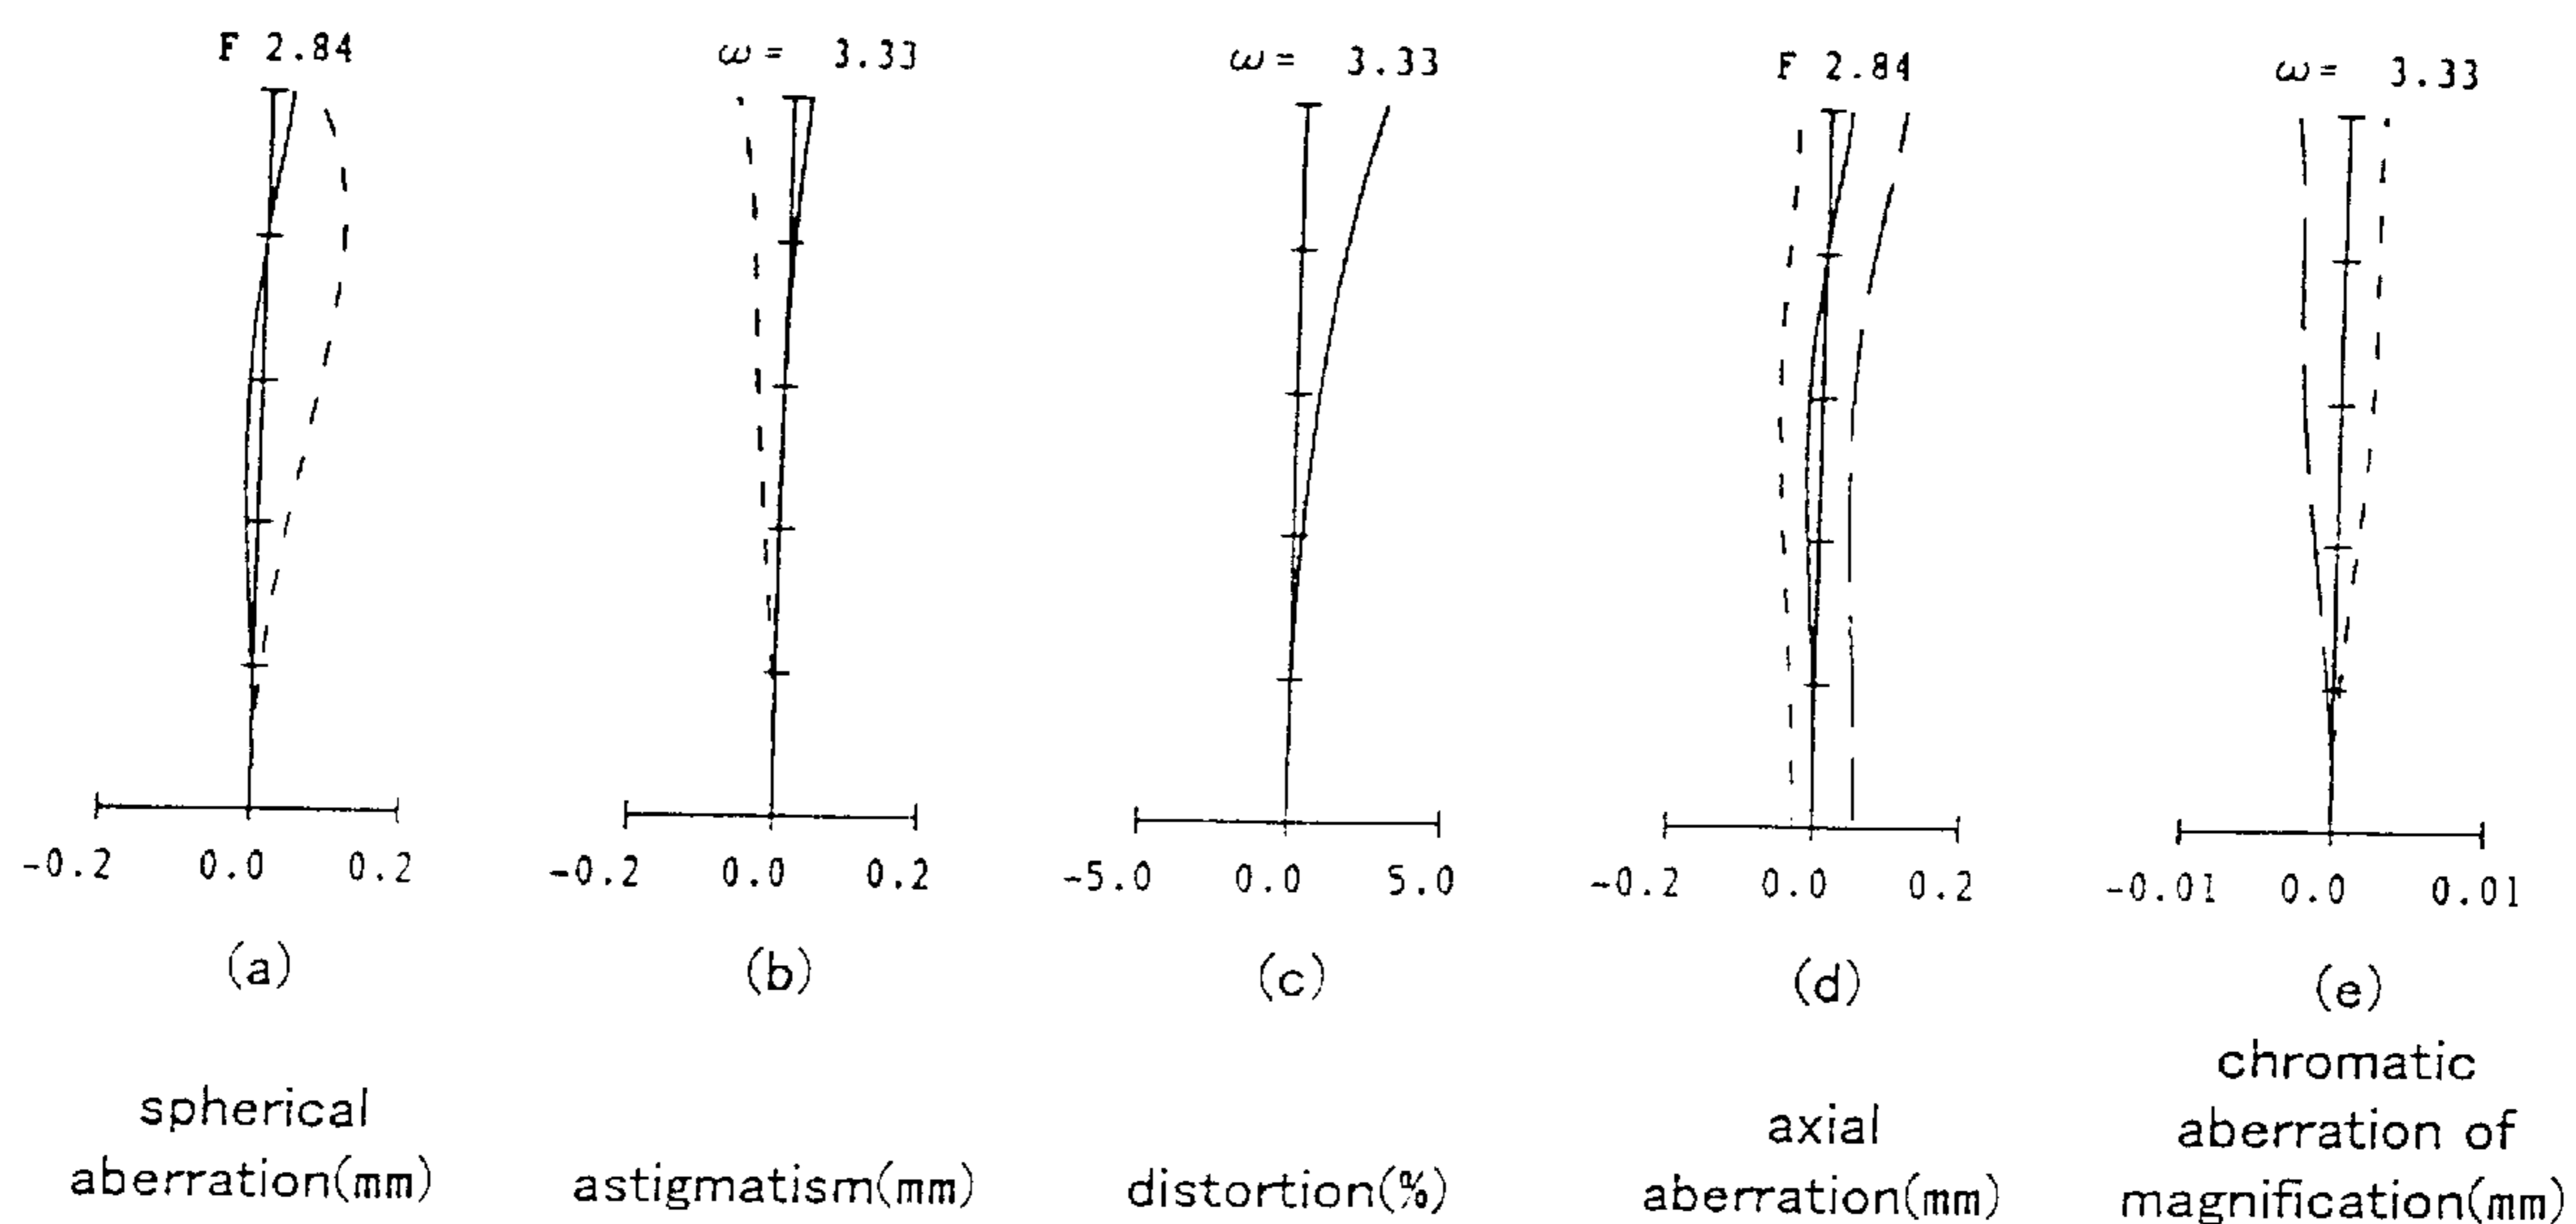 F 2.84
ω = 3.33
ω = 3.33
F 2.84
ω = 3.33
-0.2 0.0 0.2
-0.2 0.0 0.2
-5.0 0.0 5.0
-0.2 0.0 0.2
-0.01 0.0 0.01
(a)
(b)
(c)
(d)
(e)
spherical
aberration(mm)
astigmatism(mm)
distortion(%)
axial
aberration(mm)
chromatic
aberration of
magnification(mm)